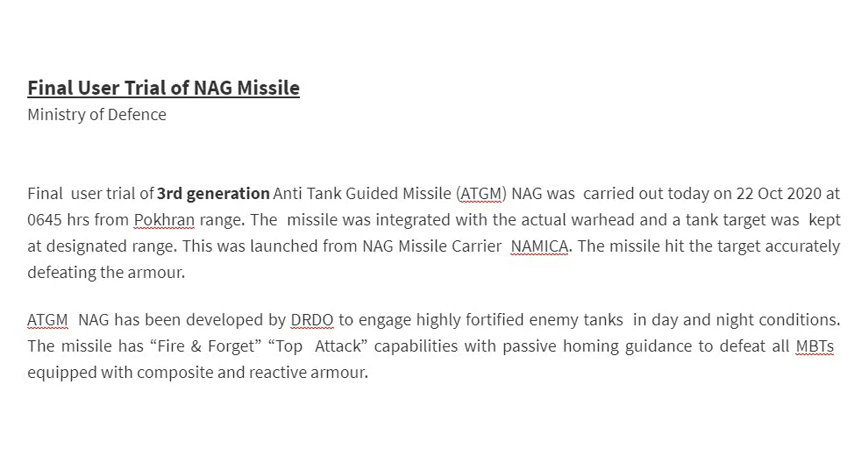 Final User Trial of NAG Missile
Ministry of Defence
Final user trial of 3rd generation Anti Tank Guided Missile (ATGM) NAG was carried out today on 22 Oct 2020 at
0645 hrs from Pokhran range. The missile was integrated with the actual warhead and a tank target was kept
at designated range. This was launched from NAG Missile Carrier NAMICA. The missile hit the target accurately
defeating the armour.
ATGM NAG has been developed by DRDO to engage highly fortified enemy tanks in day and night conditions.
The missile has “Fire & Forget” “Top Attack” capabilities with passive homing guidance to defeat all MBTs
equipped with composite and reactive armour.